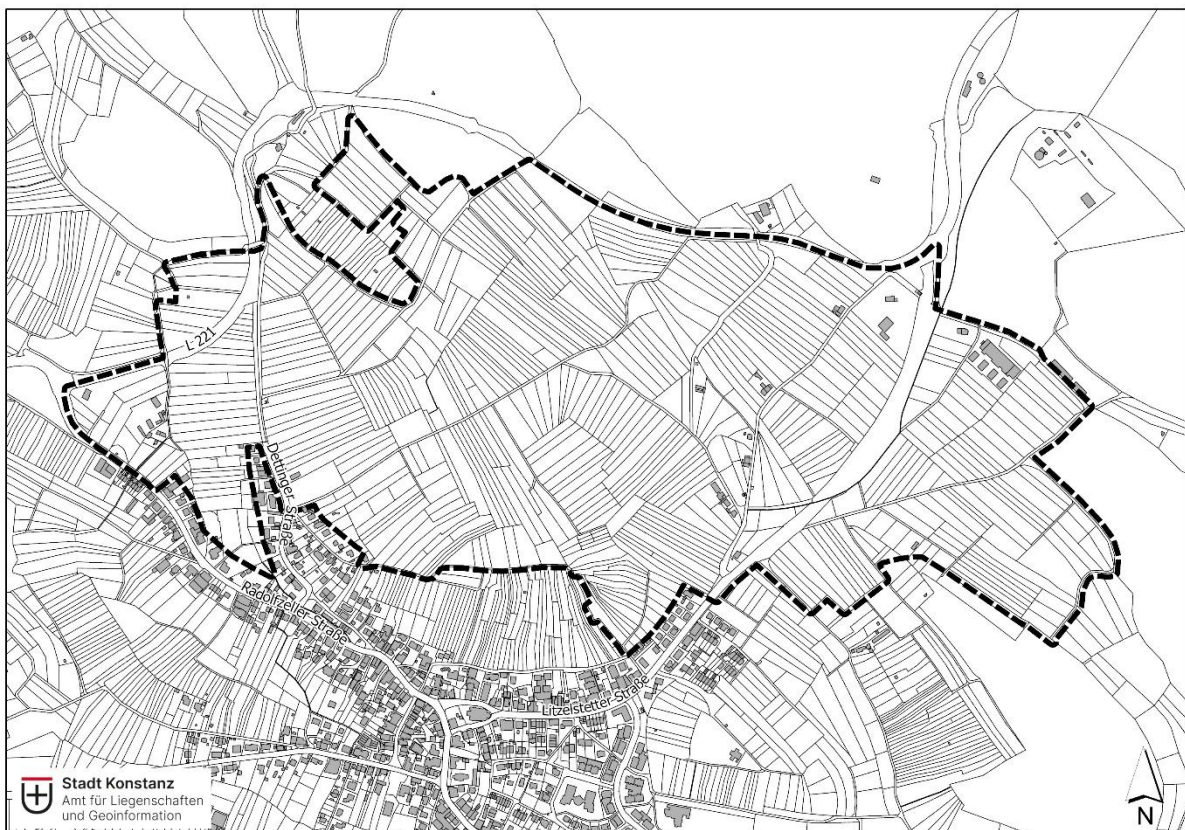 L 221
Dettinger Straße
Radolfzeller Straße
Litzelstetter Straße
Stadt Konstanz
Amt für Liegenschaften
und Geoinformation
N